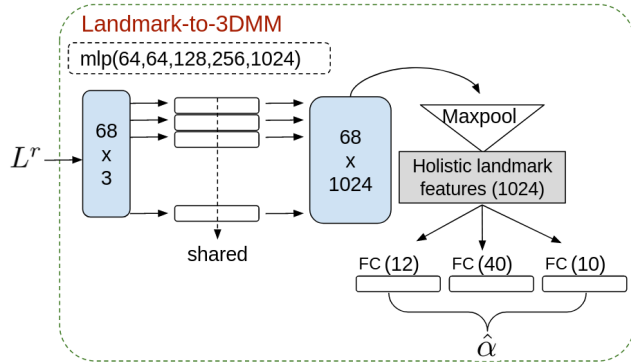 Landmark-to-3DMM
mlp(64,64,128,256,1024)
L^r
68
x
3
shared
68
x
1024
Maxpool
Holistic landmark
features (1024)
FC (12)
FC (40)
FC (10)
α̂